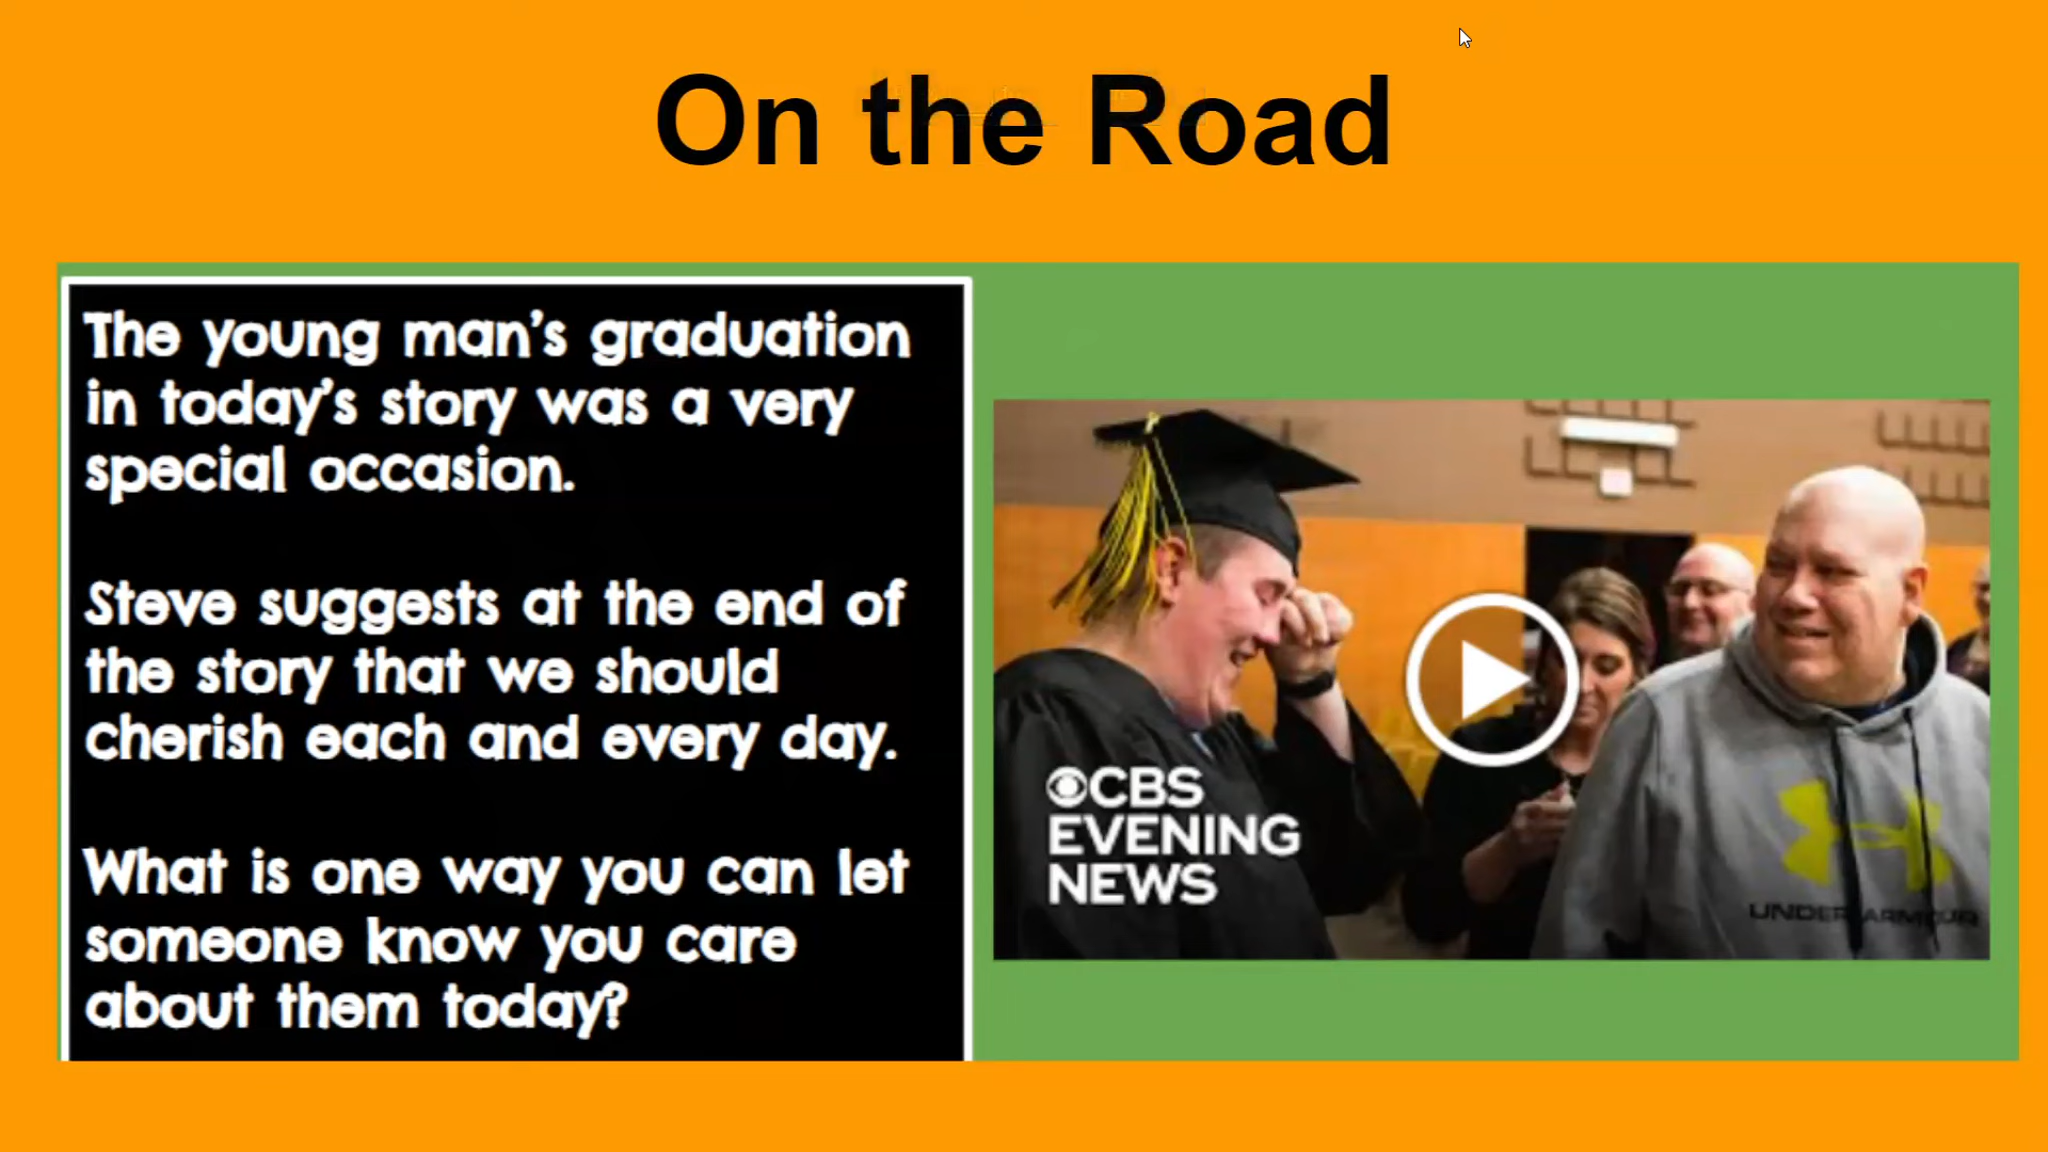 On the Road
The young man's graduation
in today's story was a very
special occasion.
Steve suggests at the end of
the story that we should
cherish each and every day.
What is one way you can let
someone know you care
about them today?
CBS
EVENING
NEWS
UNDER ARMOUR